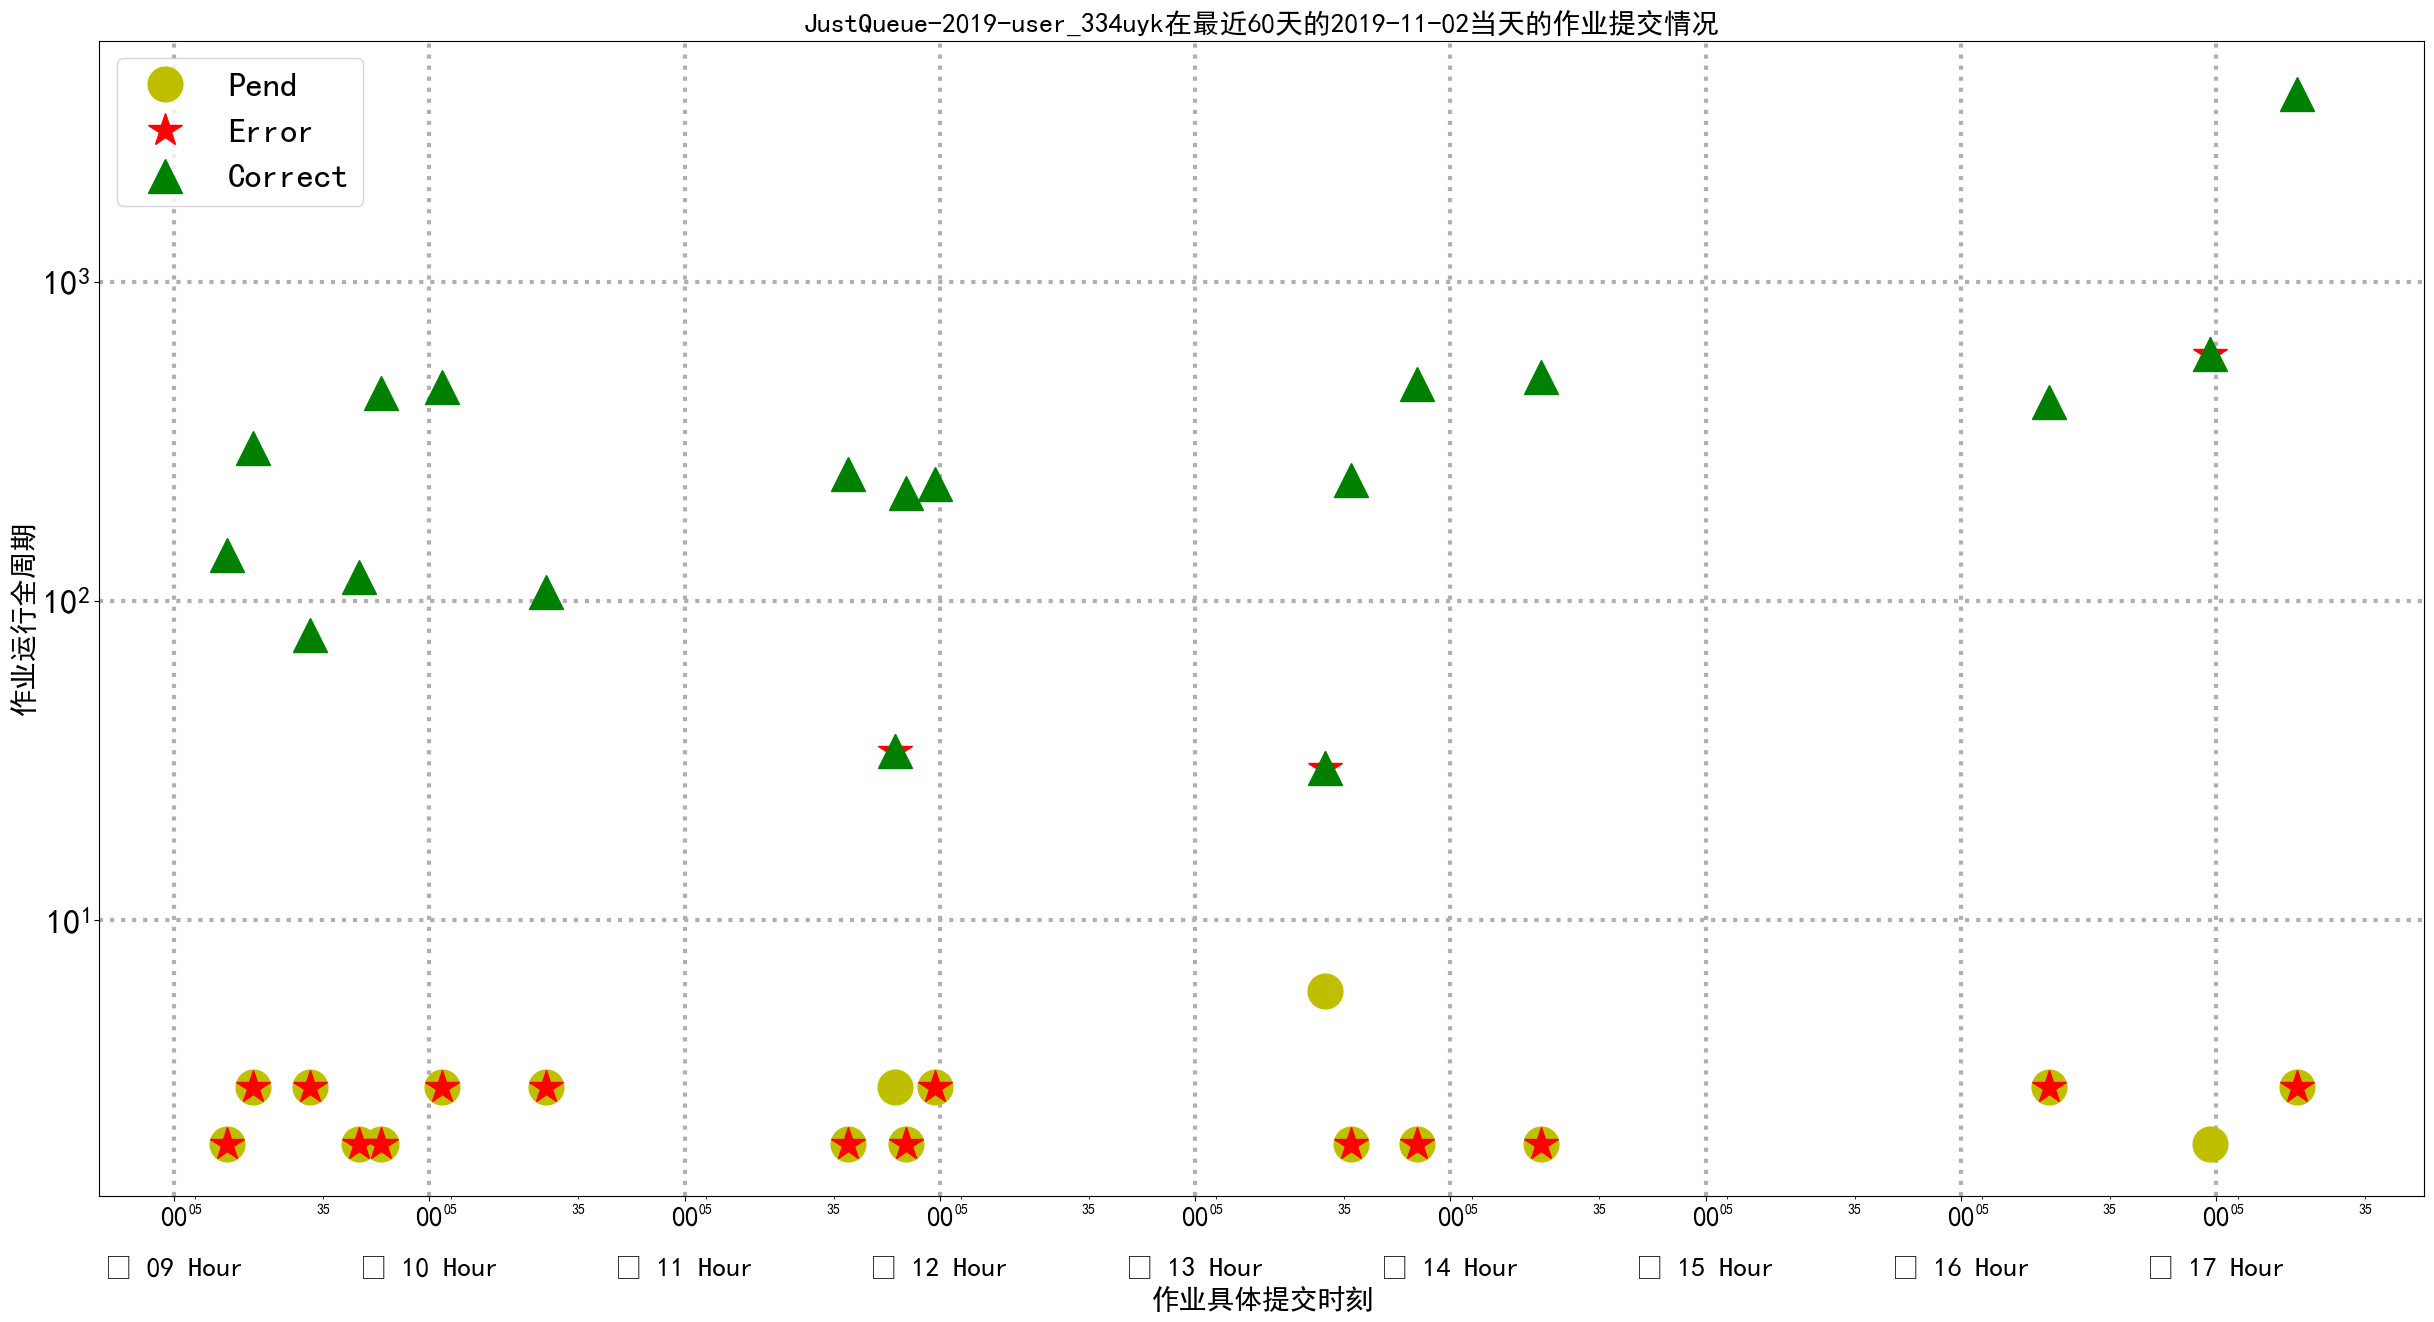 JustQueue-2019-user_334uyk在最近60天的2019-11-02当天的作业提交情况
Pend
Error
Correct
10³
10²
10¹
作业运行全周期
00 05 35 00 05 35 00 05 35 00 05 35 00 05 35 00 05 35 00 05 35 00 05 35 00 05 35
□ 09 Hour □ 10 Hour □ 11 Hour □ 12 Hour □ 13 Hour □ 14 Hour □ 15 Hour □ 16 Hour □ 17 Hour
作业具体提交时刻